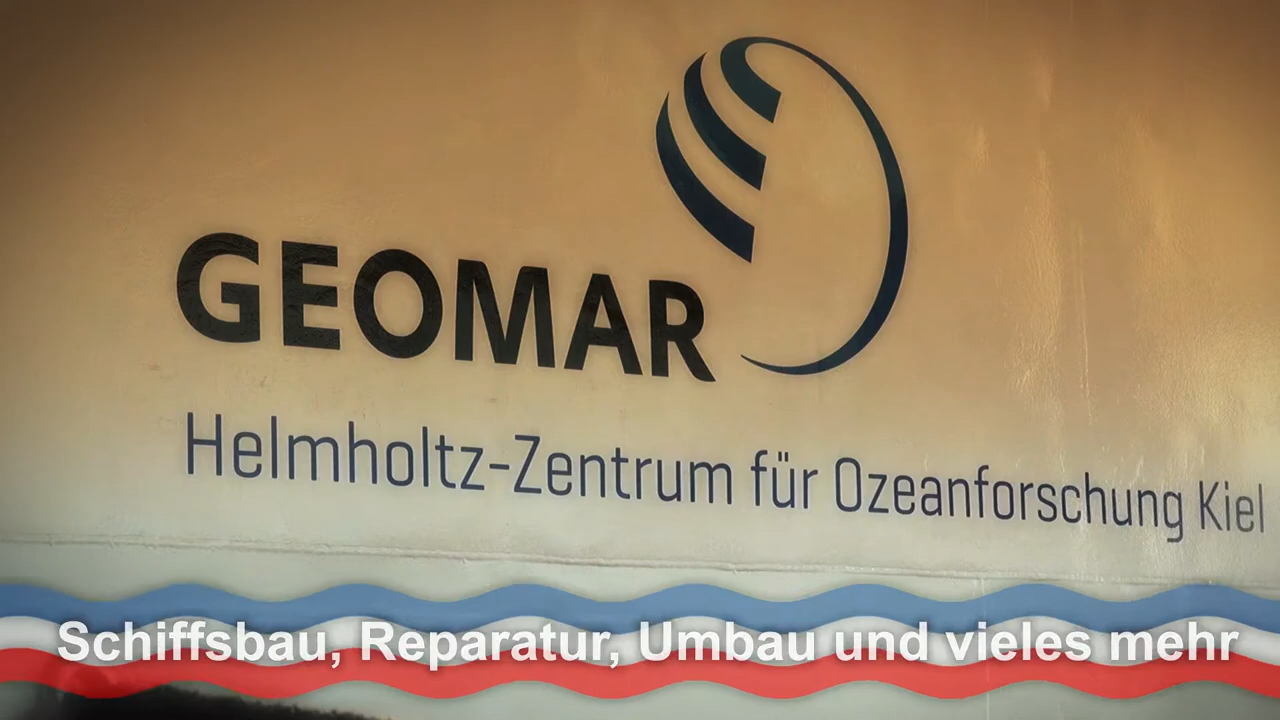 GEOMAR
Helmholtz-Zentrum für Ozeanforschung Kiel
Schiffsbau, Reparatur, Umbau und vieles mehr